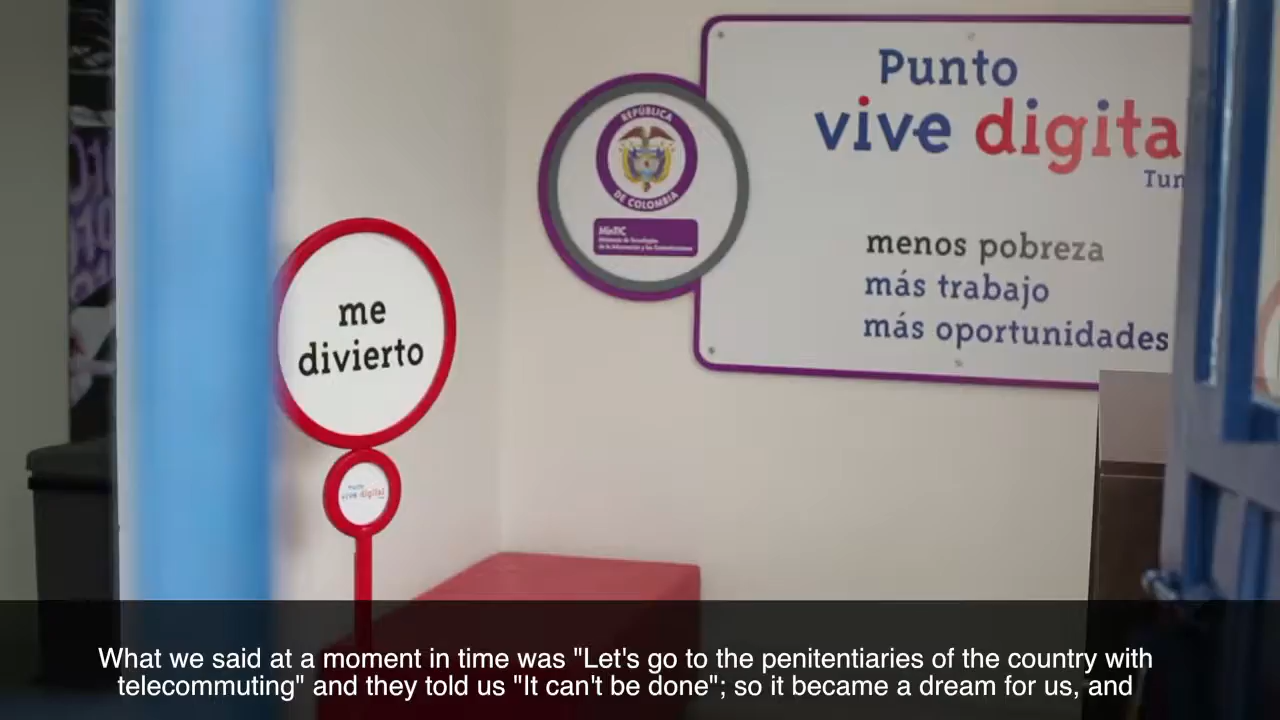 Punto
vive digita
Tun
REPÚBLICA
DE COLOMBIA
MinTIC
menos pobreza
más trabajo
más oportunidades
me
divierto
vive digital
What we said at a moment in time was "Let's go to the penitentiaries of the country with
telecommuting" and they told us "It can't be done"; so it became a dream for us, and